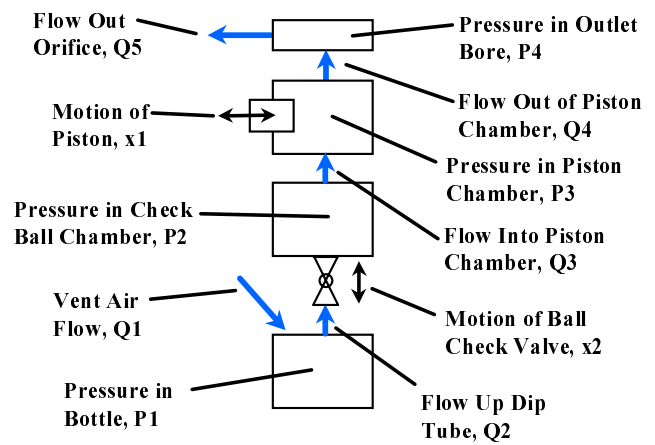 Flow Out
Orifice, Q5
Pressure in Outlet
Bore, P4
Motion of
Piston, x1
Flow Out of Piston
Chamber, Q4
Pressure in Piston
Chamber, P3
Pressure in Check
Ball Chamber, P2
Flow Into Piston
Chamber, Q3
Vent Air
Flow, Q1
Motion of Ball
Check Valve, x2
Pressure in
Bottle, P1
Flow Up Dip
Tube, Q2